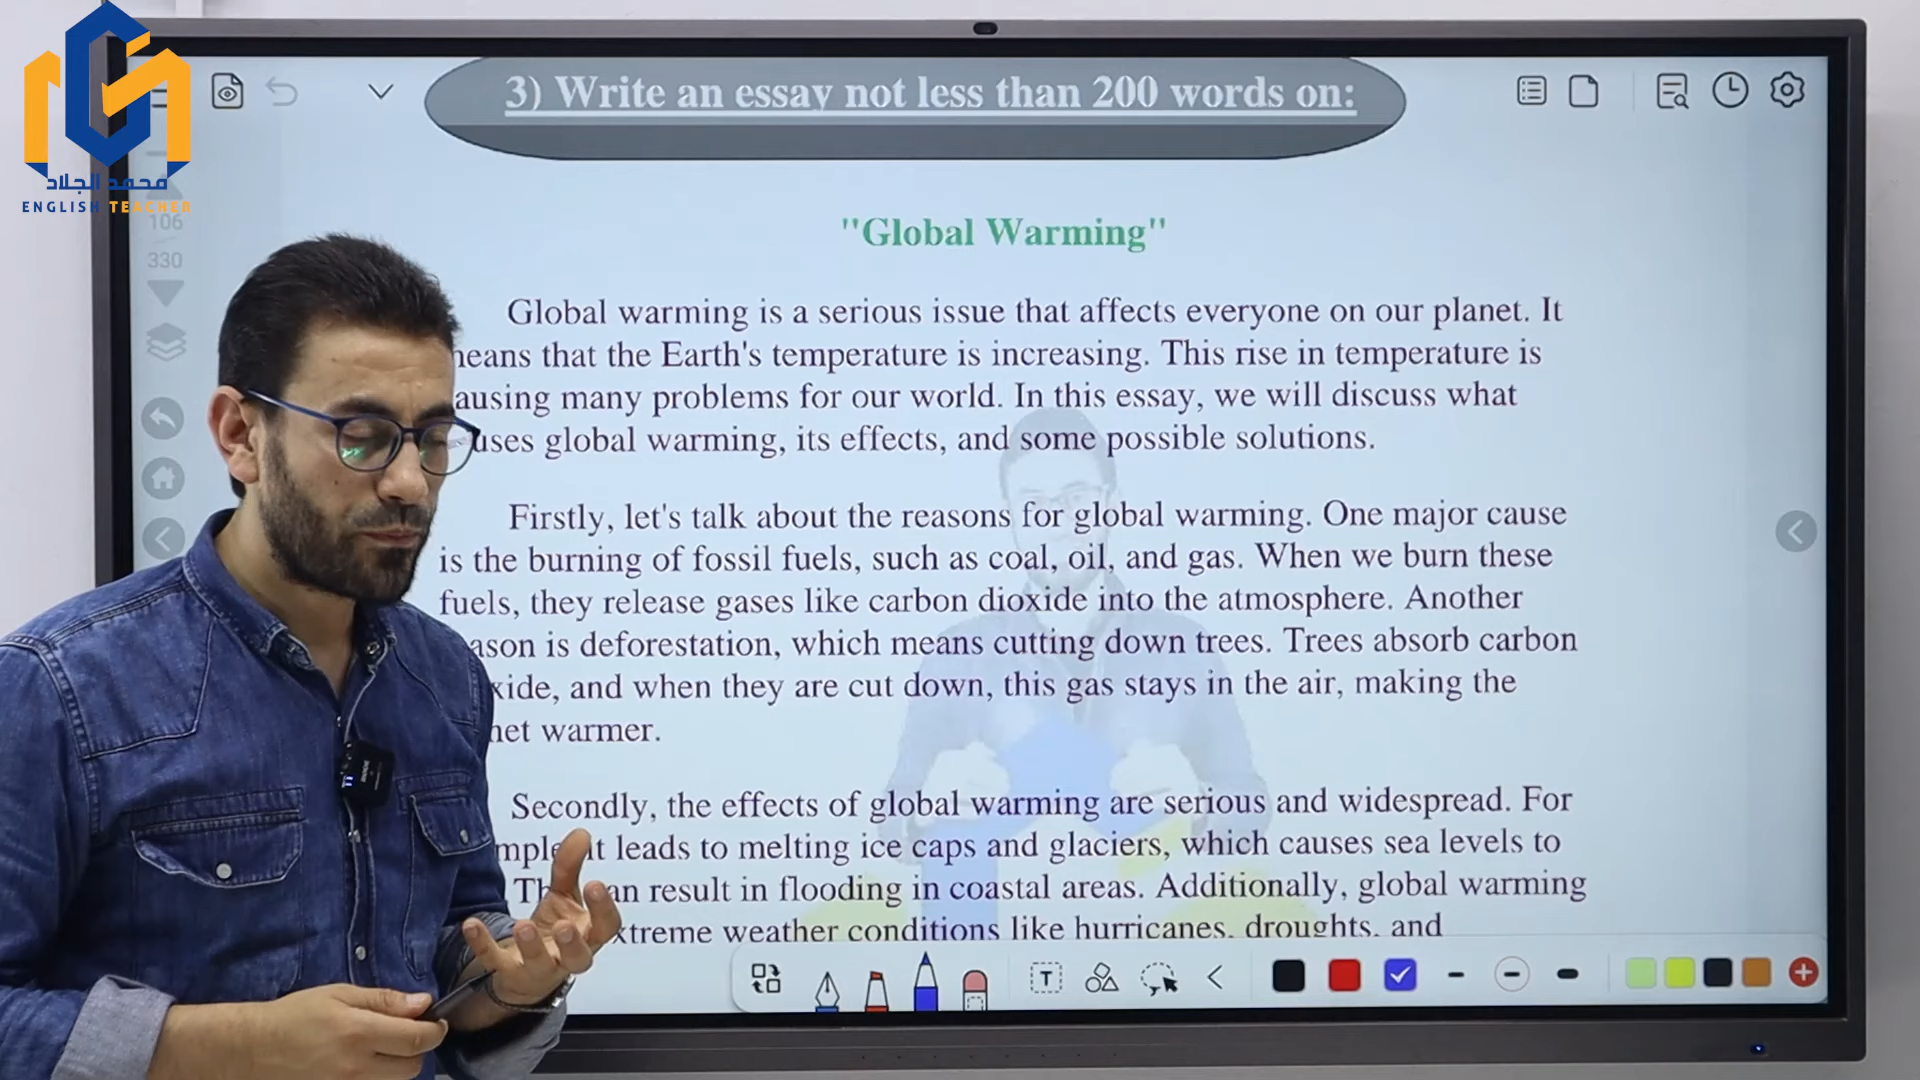 محمد الجلاد
ENGLISH TEACHER
106
330
3) Write an essay not less than 200 words on:
"Global Warming"
Global warming is a serious issue that affects everyone on our planet. It
that the Earth's temperature is increasing. This rise in temperature is
many problems for our world. In this essay, we will discuss what
global warming, its effects, and some possible solutions.
Firstly, let's talk about the reasons for global warming. One major cause
is the burning of fossil fuels, such as coal, oil, and gas. When we burn these
fuels, they release gases like carbon dioxide into the atmosphere. Another
is deforestation, which means cutting down trees. Trees absorb carbon
and when they are cut down, this gas stays in the air, making the
warmer.
Secondly, the effects of global warming are serious and widespread. For
it leads to melting ice caps and glaciers, which causes sea levels to
result in flooding in coastal areas. Additionally, global warming
weather conditions like hurricanes, droughts, and
T